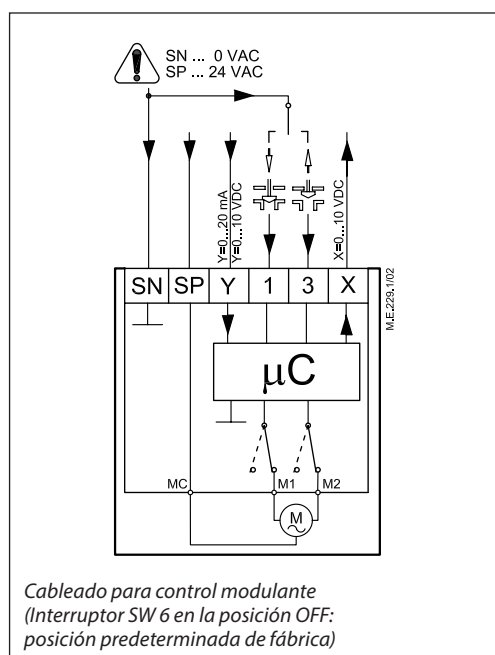 SN ... 0 VAC
SP ... 24 VAC
Y=0...20 mA
Y=0...10 VDC
X=0...10 VDC
SN SP Y 1 3 X
M.E.229.1/02
µC
MC M1 M2
M
Cableado para control modulante
(Interruptor SW 6 en la posición OFF:
posición predeterminada de fábrica)